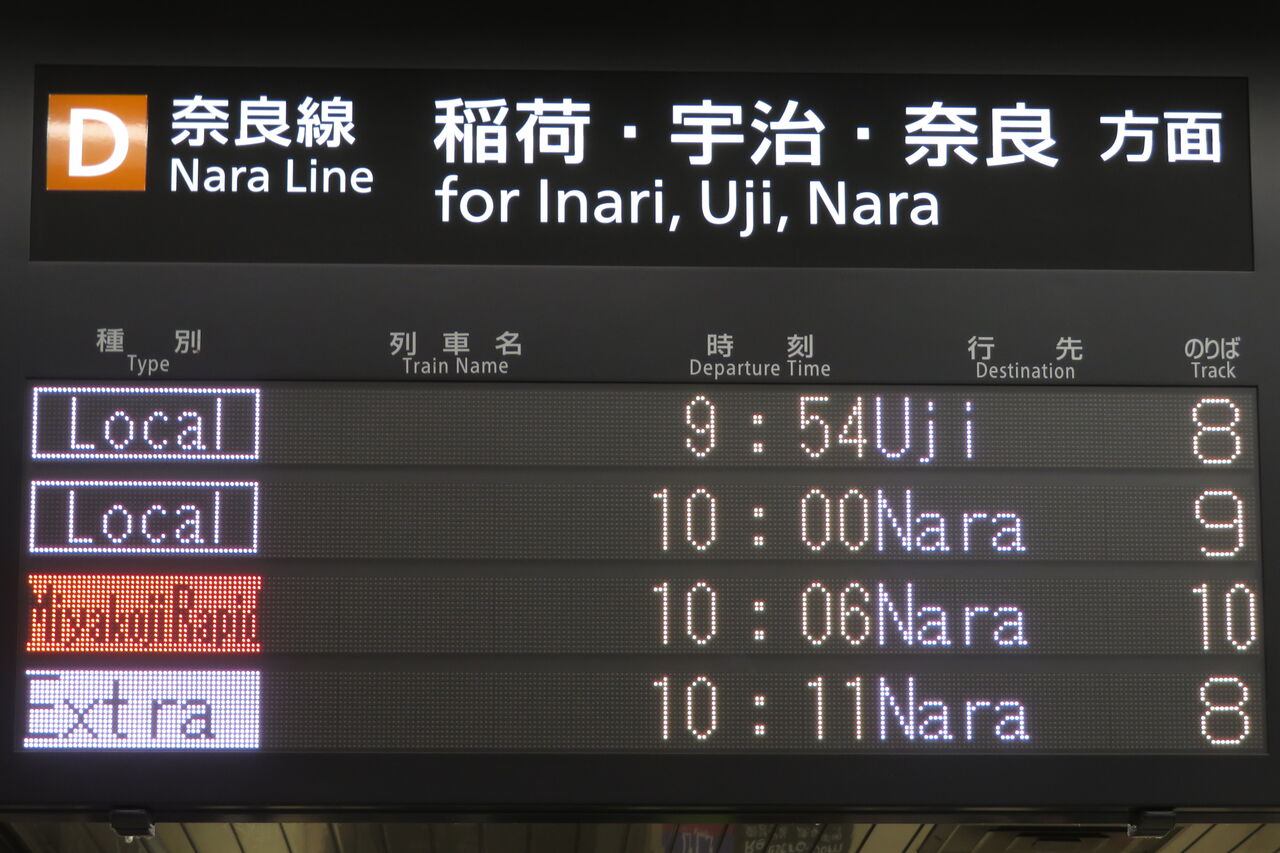 D 奈良線 稲荷・宇治・奈良 方面
Nara Line for Inari, Uji, Nara
種別 列車名 時刻 行先 のりば
Type Train Name Departure Time Destination Track
Local 9:54 Uji 8
Local 10:00 Nara 9
Miyakoji Rapid 10:06 Nara 10
Extra 10:11 Nara 8